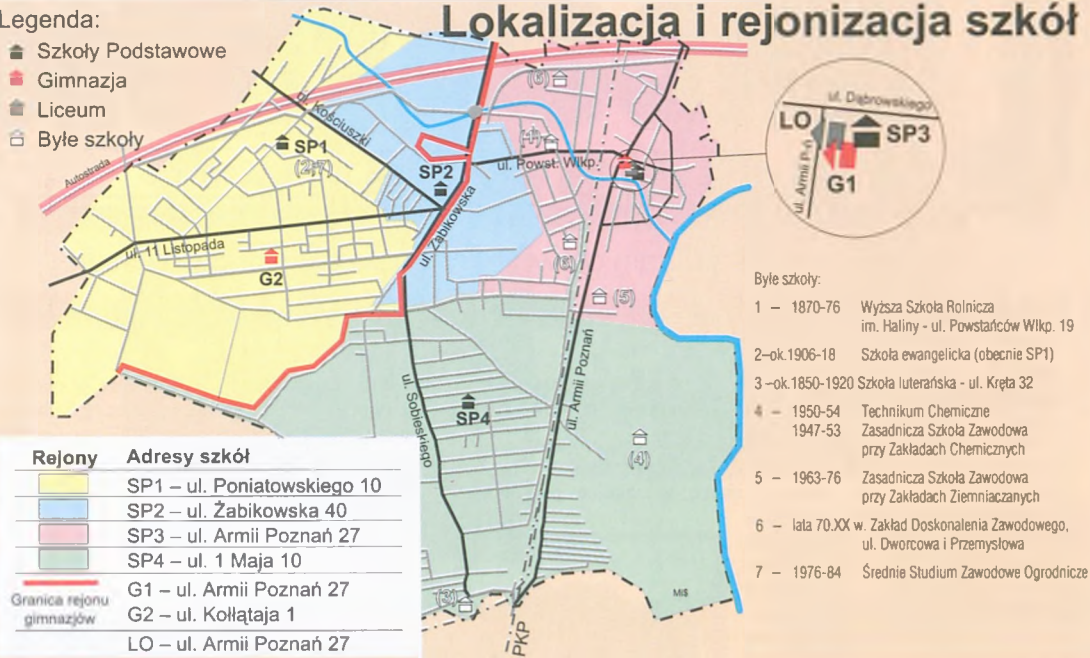 Lokalizacja i rejonizacja szkół
Legenda:
Szkoły Podstawowe
Gimnazja
Liceum
Byłe szkoły
Autostrada
ul. Kościuszki
SP1
(2,7)
SP2
ul. 11 Listopada
G2
ul. Żabikowska
ul. Powst. Wlkp.
(6)
(1)
(6)
(5)
ul. Dąbrowskiego
LO
SP3
G1
ul. Armii P-ń
ul. Sobieskiego
SP4
ul. Armii Poznań
(4)
(3)
PKP
MiŚ
Byłe szkoły:
1 – 1870-76 Wyższa Szkoła Rolnicza
im. Haliny - ul. Powstańców Wlkp. 19
2–ok.1906-18 Szkoła ewangelicka (obecnie SP1)
3 –ok.1850-1920 Szkoła luterańska - ul. Kręta 32
4 – 1950-54 Technikum Chemiczne
1947-53 Zasadnicza Szkoła Zawodowa
przy Zakładach Chemicznych
5 – 1963-76 Zasadnicza Szkoła Zawodowa
przy Zakładach Ziemniaczanych
6 – lata 70.XX w. Zakład Doskonalenia Zawodowego,
ul. Dworcowa i Przemysłowa
7 – 1976-84 Średnie Studium Zawodowe Ogrodnicze
Rejony Adresy szkół
SP1 – ul. Poniatowskiego 10
SP2 – ul. Żabikowska 40
SP3 – ul. Armii Poznań 27
SP4 – ul. 1 Maja 10
Granica rejonu
gimnazjów
G1 – ul. Armii Poznań 27
G2 – ul. Kołłątaja 1
LO – ul. Armii Poznań 27